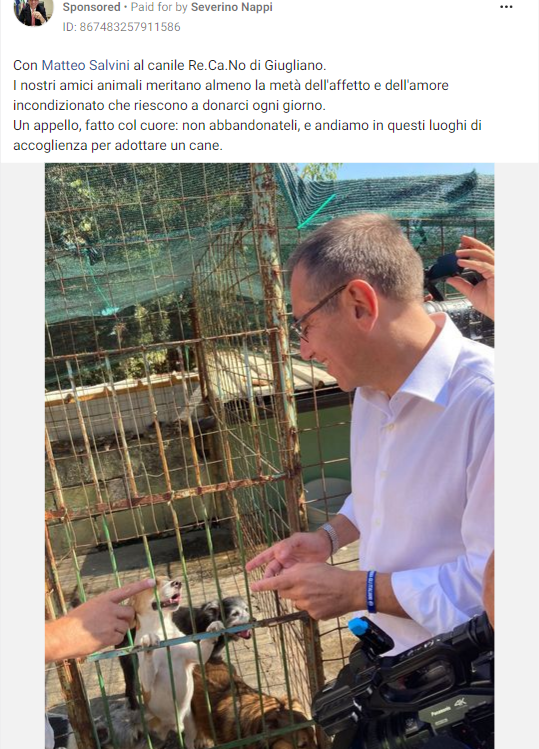 Sponsored • Paid for by Severino Nappi
ID: 867483257911586
Con Matteo Salvini al canile Re.Ca.No di Giugliano.
I nostri amici animali meritano almeno la metà dell'affetto e dell'amore
incondizionato che riescono a donarci ogni giorno.
Un appello, fatto col cuore: non abbandonateli, e andiamo in questi luoghi di
accoglienza per adottare un cane.
Panasonic
4K